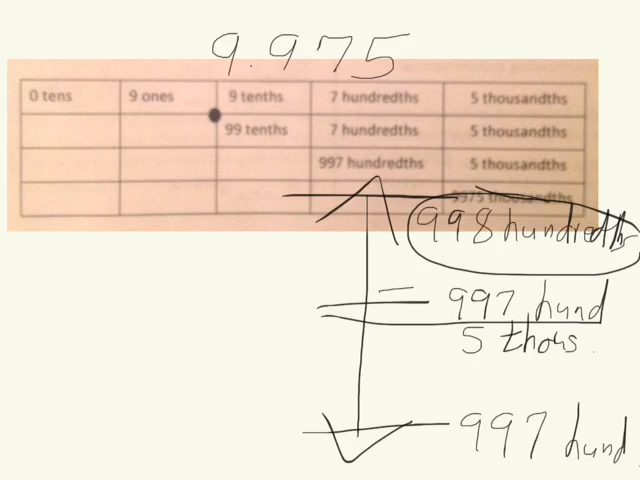 9.975
0 tens 9 ones 9 tenths 7 hundredths 5 thousandths
99 tenths 7 hundredths 5 thousandths
997 hundredths 5 thousandths
9975 thousandths
998 hundredths
997 hund
5 thous.
997 hund.